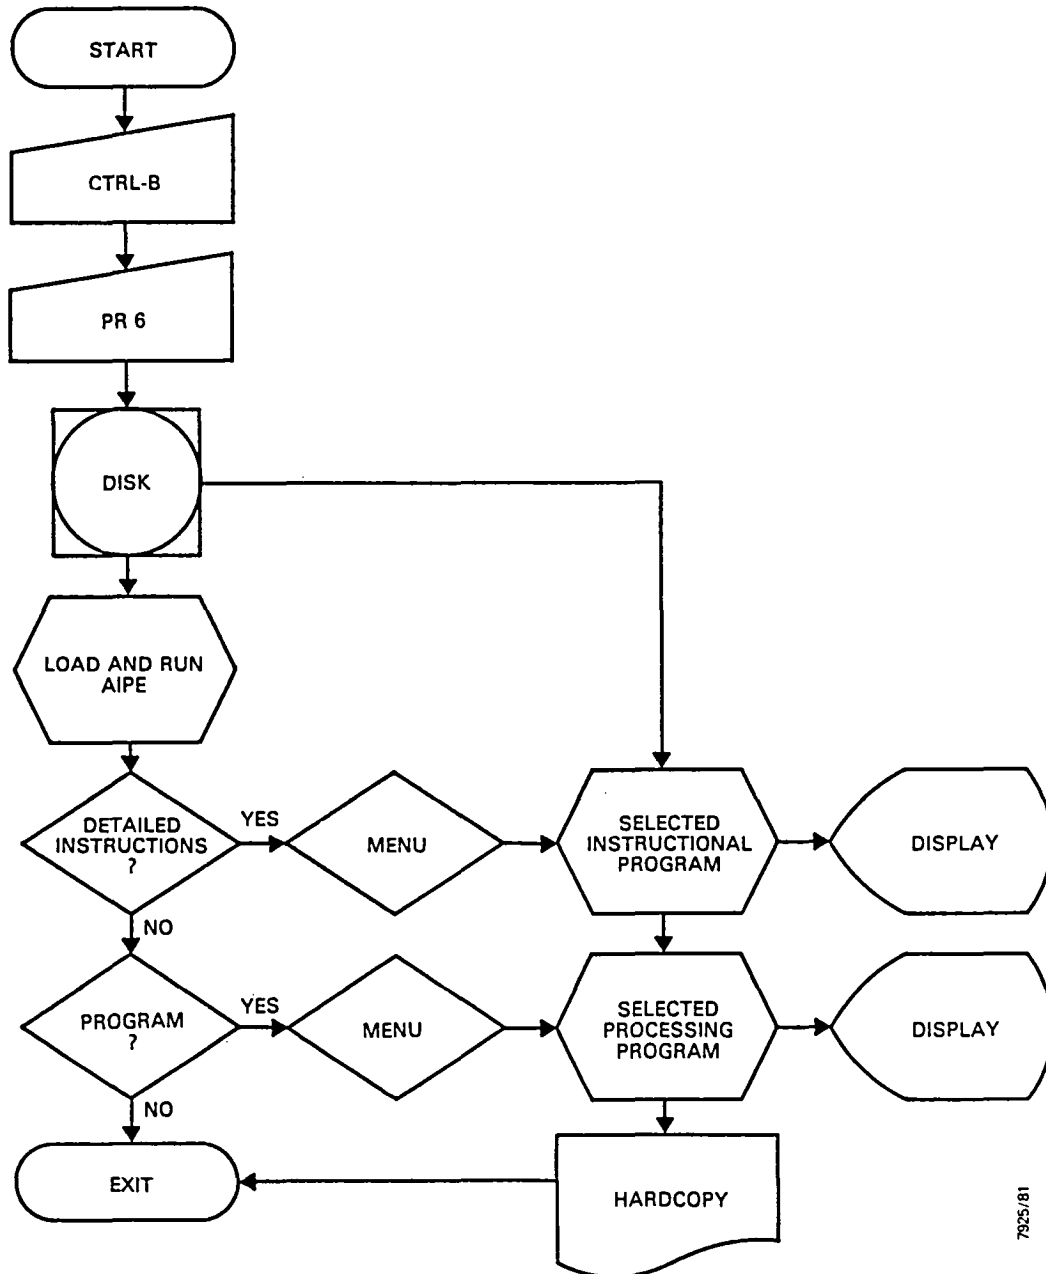 START
CTRL-B
PR 6
DISK
LOAD AND RUN
AIPE
DETAILED
INSTRUCTIONS
?
YES
MENU
SELECTED
INSTRUCTIONAL
PROGRAM
DISPLAY
NO
PROGRAM
?
YES
MENU
SELECTED
PROCESSING
PROGRAM
DISPLAY
NO
EXIT
HARDCOPY
7925/81